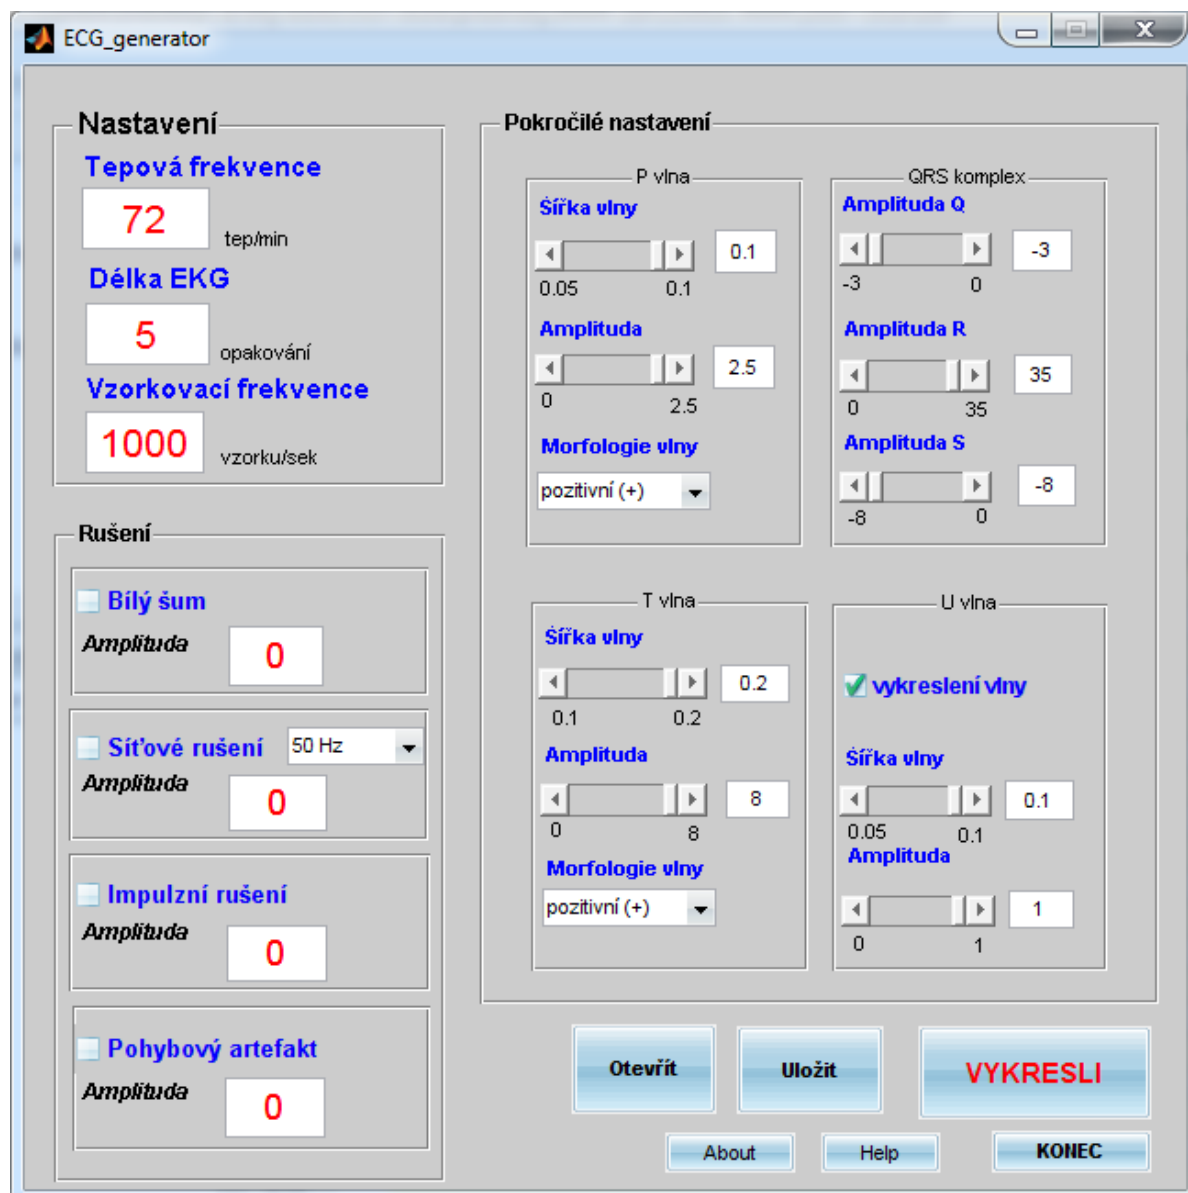 ECG_generator
Nastavení
Tepová frekvence
72
tep/min
Délka EKG
5
opakování
Vzorkovací frekvence
1000
vzorku/sek
Rušení
Bílý šum
Amplituda
0
Síťové rušení
50 Hz
Amplituda
0
Impulzní rušení
Amplituda
0
Pohybový artefakt
Amplituda
0
Pokročilé nastavení
P vlna
Šířka vlny
0.1
0.05 0.1
Amplituda
2.5
0 2.5
Morfologie vlny
pozitivní (+)
QRS komplex
Amplituda Q
-3
-3 0
Amplituda R
35
0 35
Amplituda S
-8
-8 0
T vlna
Šířka vlny
0.2
0.1 0.2
Amplituda
8
0 8
Morfologie vlny
pozitivní (+)
U vlna
vykreslení vlny
Šířka vlny
0.1
0.05 0.1
Amplituda
1
0 1
Otevřít
Uložit
VYKRESLI
About
Help
KONEC